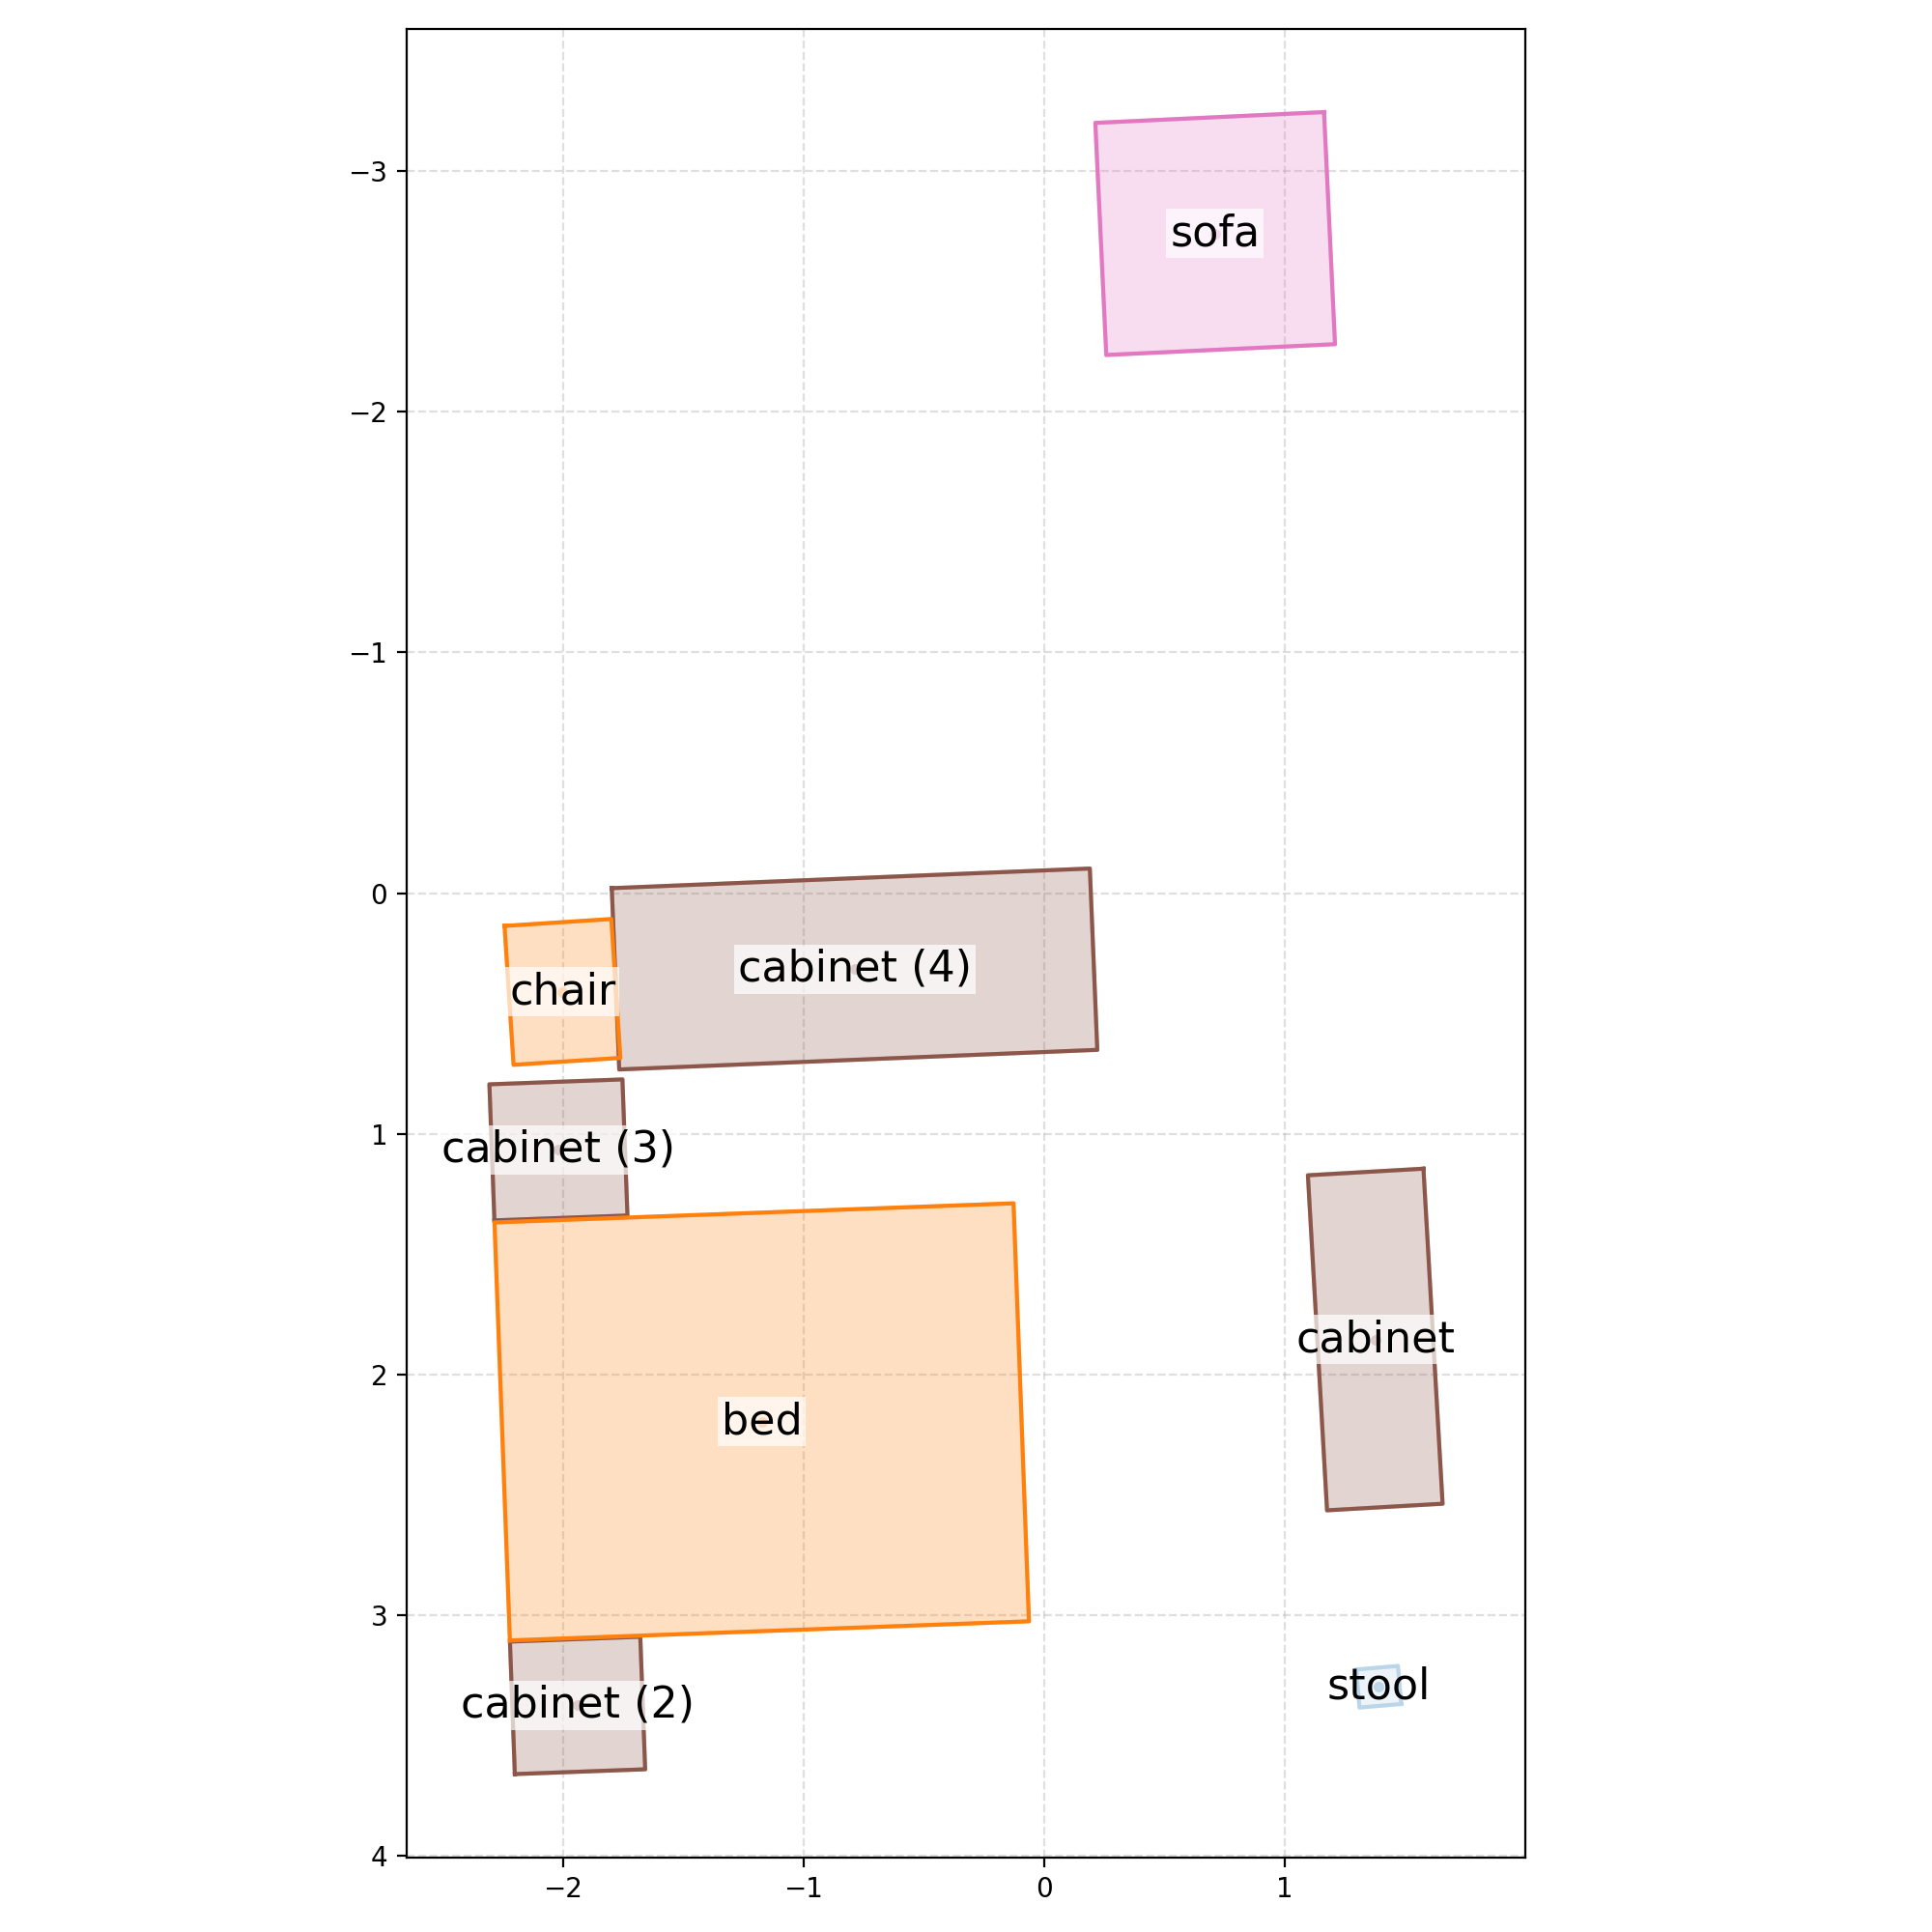 sofa
−3
−2
−1
0
cabinet (4)
chair
1
cabinet (3)
cabinet
2
bed
3
stool
cabinet (2)
4
−2
−1
0
1